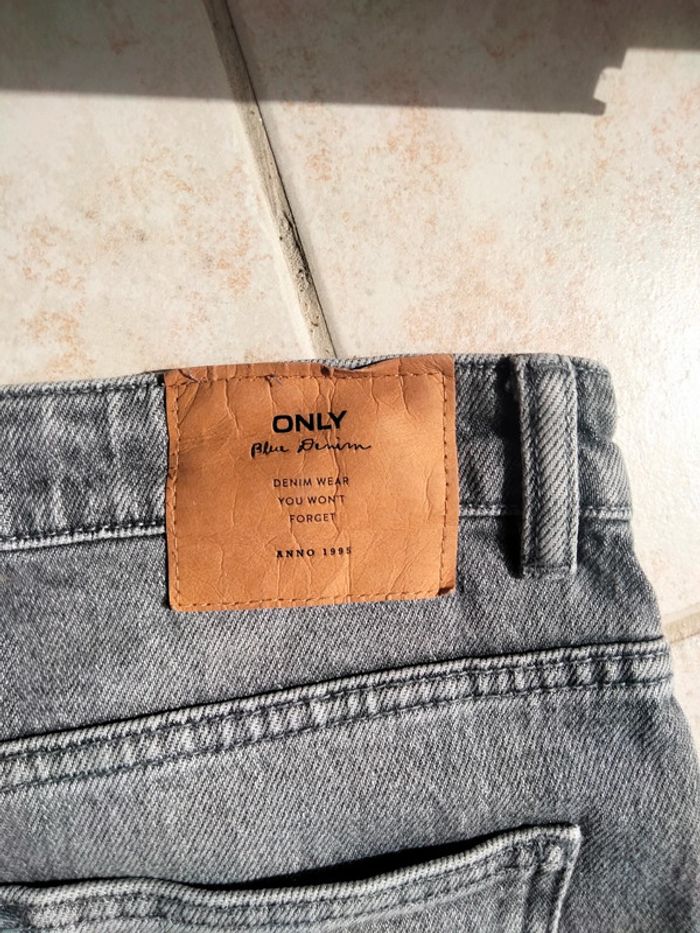 ONLY
Blue Denim
DENIM WEAR
YOU WON'T
FORGET
ANNO 1995